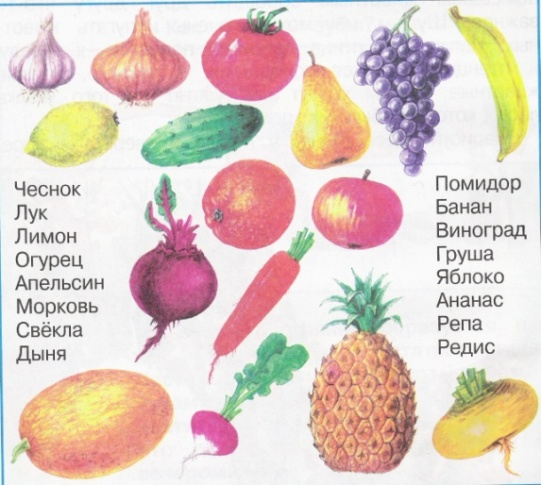 Чеснок
Лук
Лимон
Огурец
Апельсин
Морковь
Свёкла
Дыня
Помидор
Банан
Виноград
Груша
Яблоко
Ананас
Репа
Редис